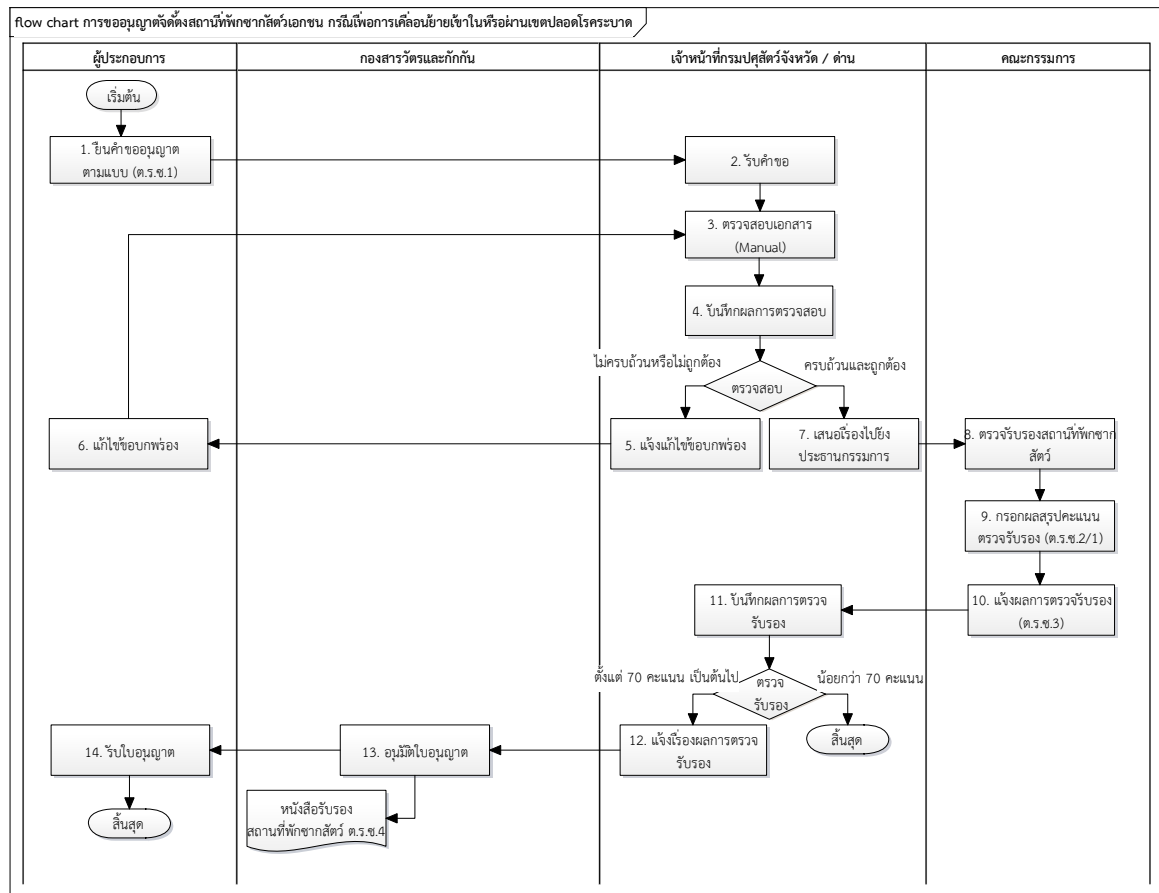 flow chart การขออนุญาตจัดตั้งสถานที่พักซากสัตว์เอกชน กรณีเพื่อการเคลื่อนย้ายเข้าในหรือผ่านเขตปลอดโรคระบาด
ผู้ประกอบการ
กองสารวัตรและกักกัน
เจ้าหน้าที่กรมปศุสัตว์จังหวัด / ด่าน
คณะกรรมการ
เริ่มต้น
1. ยื่นคำขออนุญาต
ตามแบบ (ต.ร.ซ.1)
2. รับคำขอ
3. ตรวจสอบเอกสาร
(Manual)
4. บันทึกผลการตรวจสอบ
ไม่ครบถ้วนหรือไม่ถูกต้อง
ครบถ้วนและถูกต้อง
ตรวจสอบ
6. แก้ไขข้อบกพร่อง
5. แจ้งแก้ไขข้อบกพร่อง
7. เสนอเรื่องไปยัง
ประธานกรรมการ
8. ตรวจรับรองสถานที่พักซาก
สัตว์
9. กรอกผลสรุปคะแนน
ตรวจรับรอง (ต.ร.ซ.2/1)
11. บันทึกผลการตรวจ
รับรอง
10. แจ้งผลการตรวจรับรอง
(ต.ร.ซ.3)
ตั้งแต่ 70 คะแนน เป็นต้นไป
น้อยกว่า 70 คะแนน
ตรวจ
รับรอง
14. รับใบอนุญาต
13. อนุมัติใบอนุญาต
12. แจ้งเรื่องผลการตรวจ
รับรอง
สิ้นสุด
หนังสือรับรอง
สถานที่พักซากสัตว์ ต.ร.ซ.4
สิ้นสุด